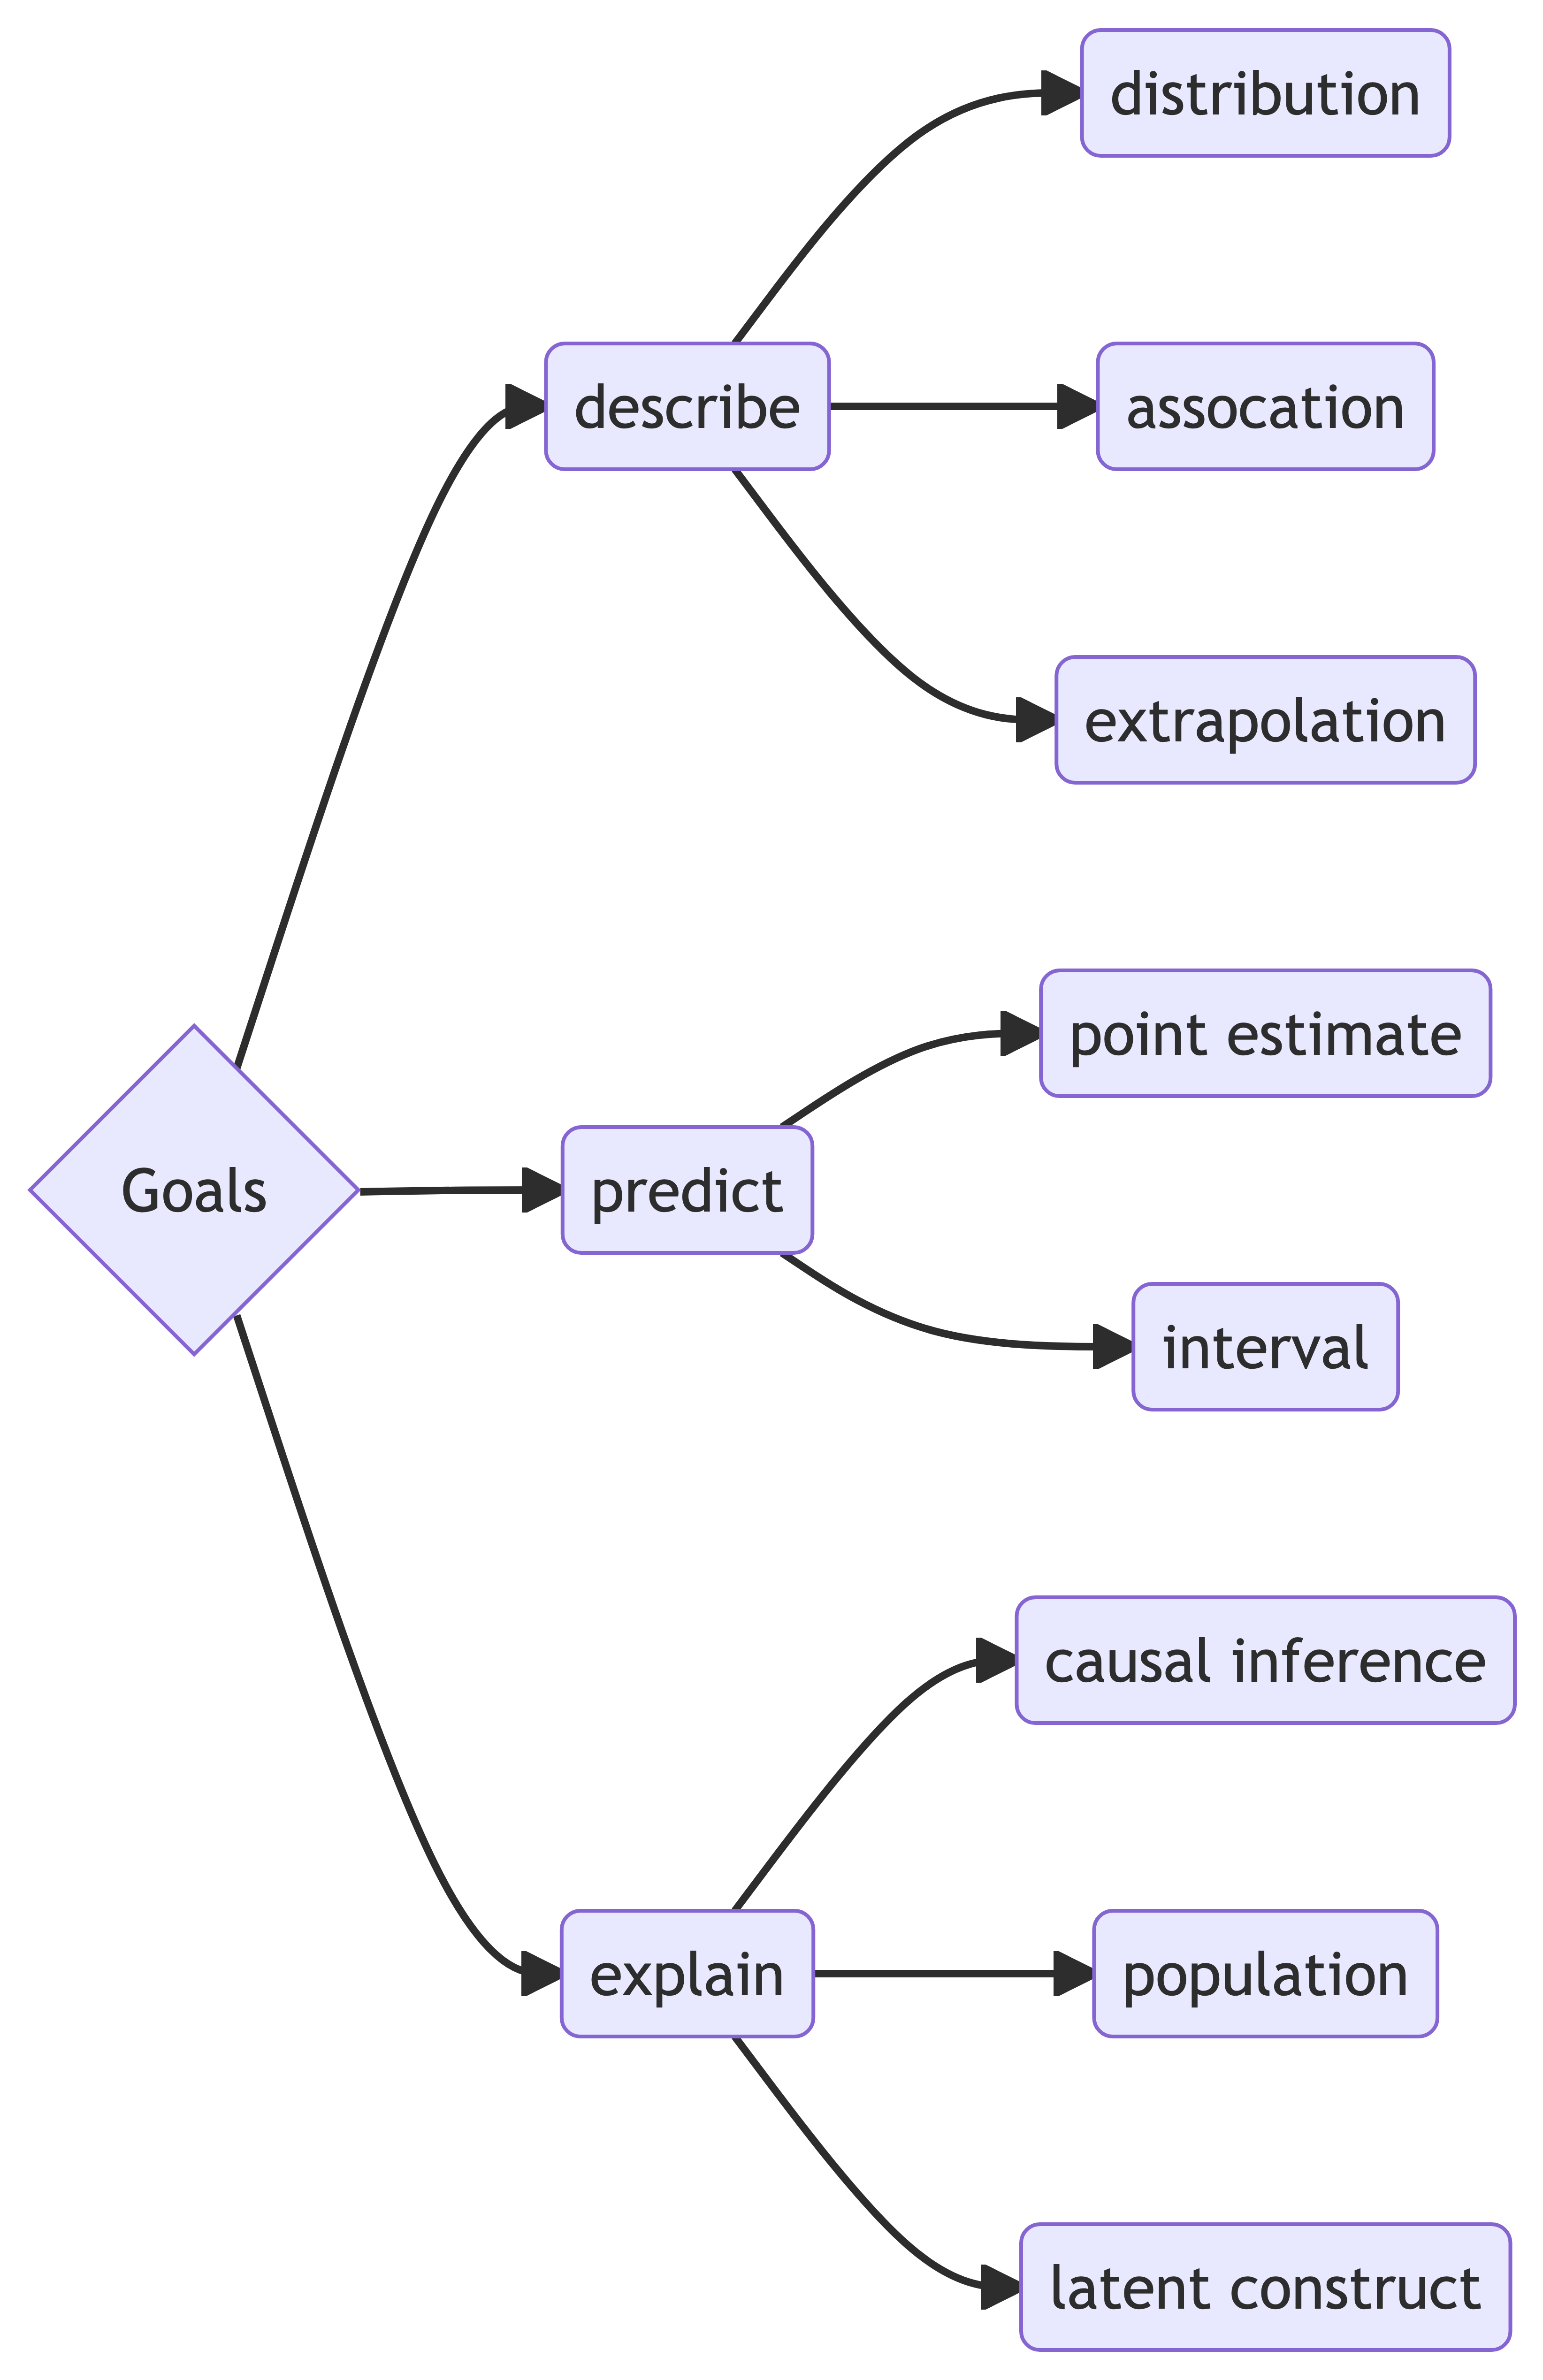 Goals
describe
distribution
assocation
extrapolation
predict
point estimate
interval
explain
causal inference
population
latent construct